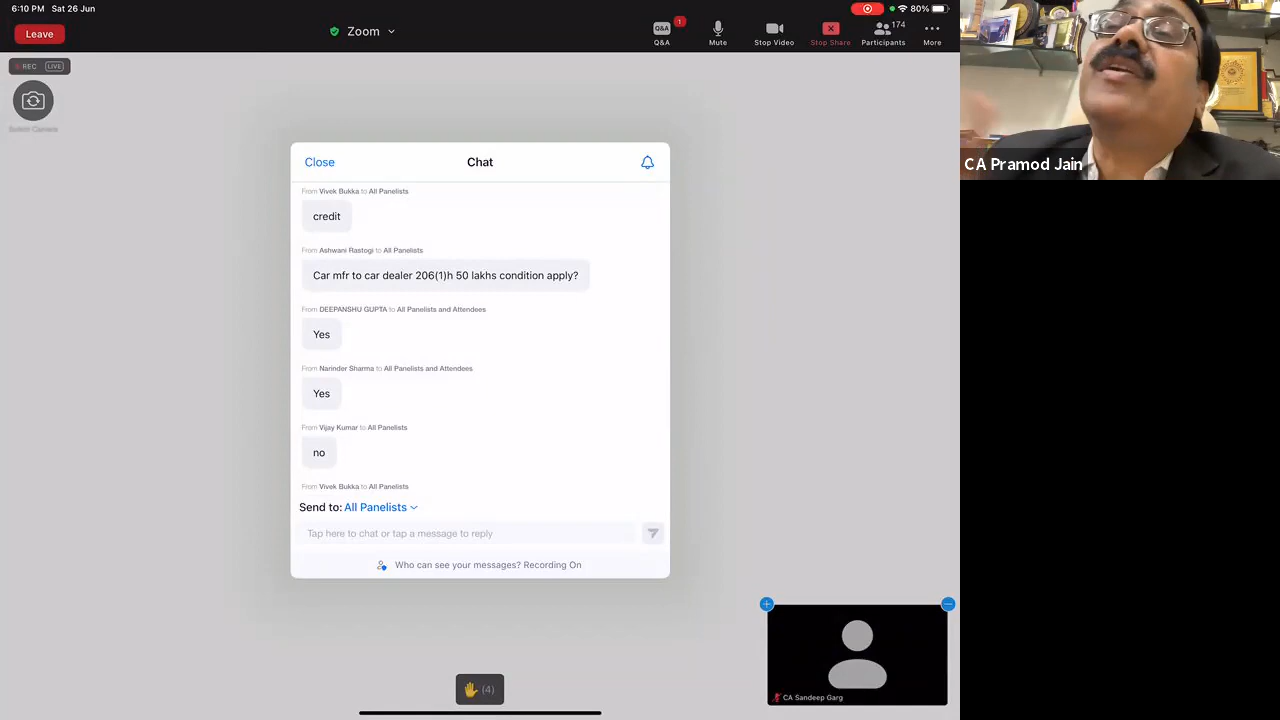 6:10 PM Sat 26 Jun
80%
Leave
Zoom
Q&A
1
Q&A
Mute
Stop Video
Stop Share
174
Participants
More
REC LIVE
Switch Camera
Close
Chat
From Vivek Bukka to All Panelists
credit
From Ashwani Rastogi to All Panelists
Car mfr to car dealer 206(1)h 50 lakhs condition apply?
From DEEPANSHU GUPTA to All Panelists and Attendees
Yes
From Narinder Sharma to All Panelists and Attendees
Yes
From Vijay Kumar to All Panelists
no
From Vivek Bukka to All Panelists
Send to: All Panelists
Tap here to chat or tap a message to reply
Who can see your messages? Recording On
(4)
CA Sandeep Garg
CA Pramod Jain